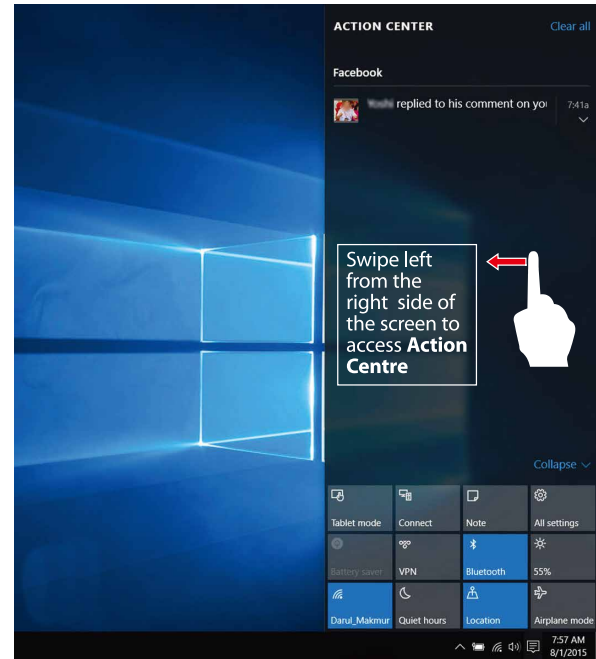 ACTION CENTER Clear all
Facebook
replied to his comment on you 7:41a
Swipe left
from the
right side of
the screen to
access Action
Centre
Collapse
Tablet mode Connect Note All settings
Battery saver VPN Bluetooth 55%
Darul_Makmur Quiet hours Location Airplane mode
7:57 AM
8/1/2015